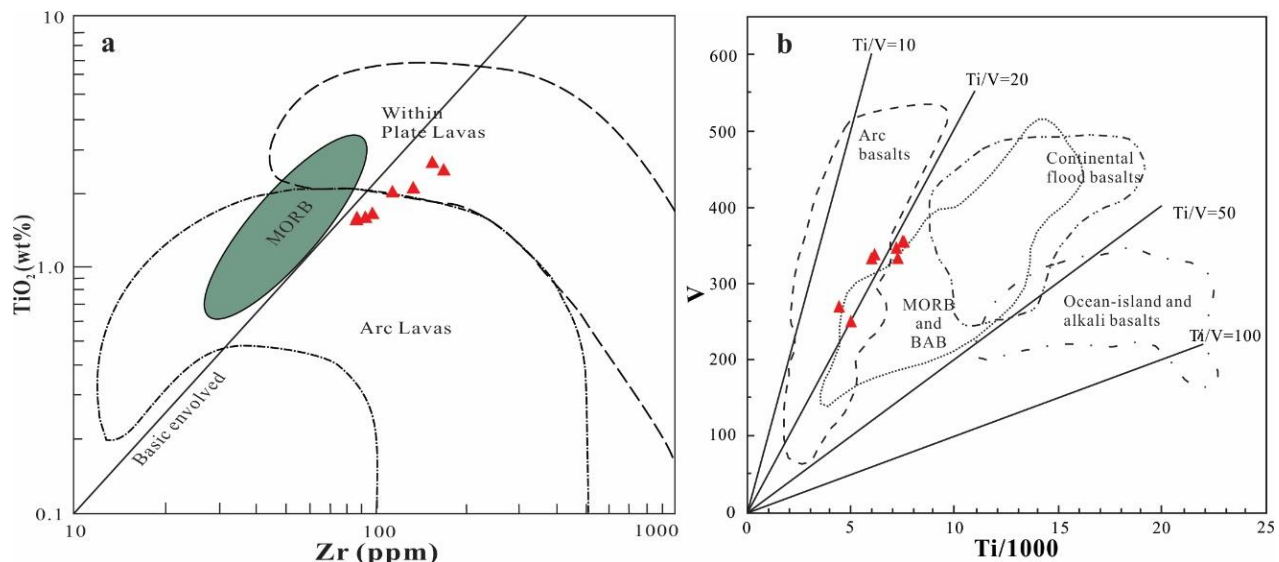 a
10
1.0
0.1
TiO2 (wt%)
Within
Plate Lavas
MORB
Arc Lavas
Basic envolved
10
100
1000
Zr (ppm)
b
600
500
400
300
200
100
0
V
Ti/V=10
Ti/V=20
Arc
basalts
Continental
flood basalts
Ti/V=50
MORB
and
BAB
Ocean-island and
alkali basalts
Ti/V=100
0
5
10
15
20
25
Ti/1000